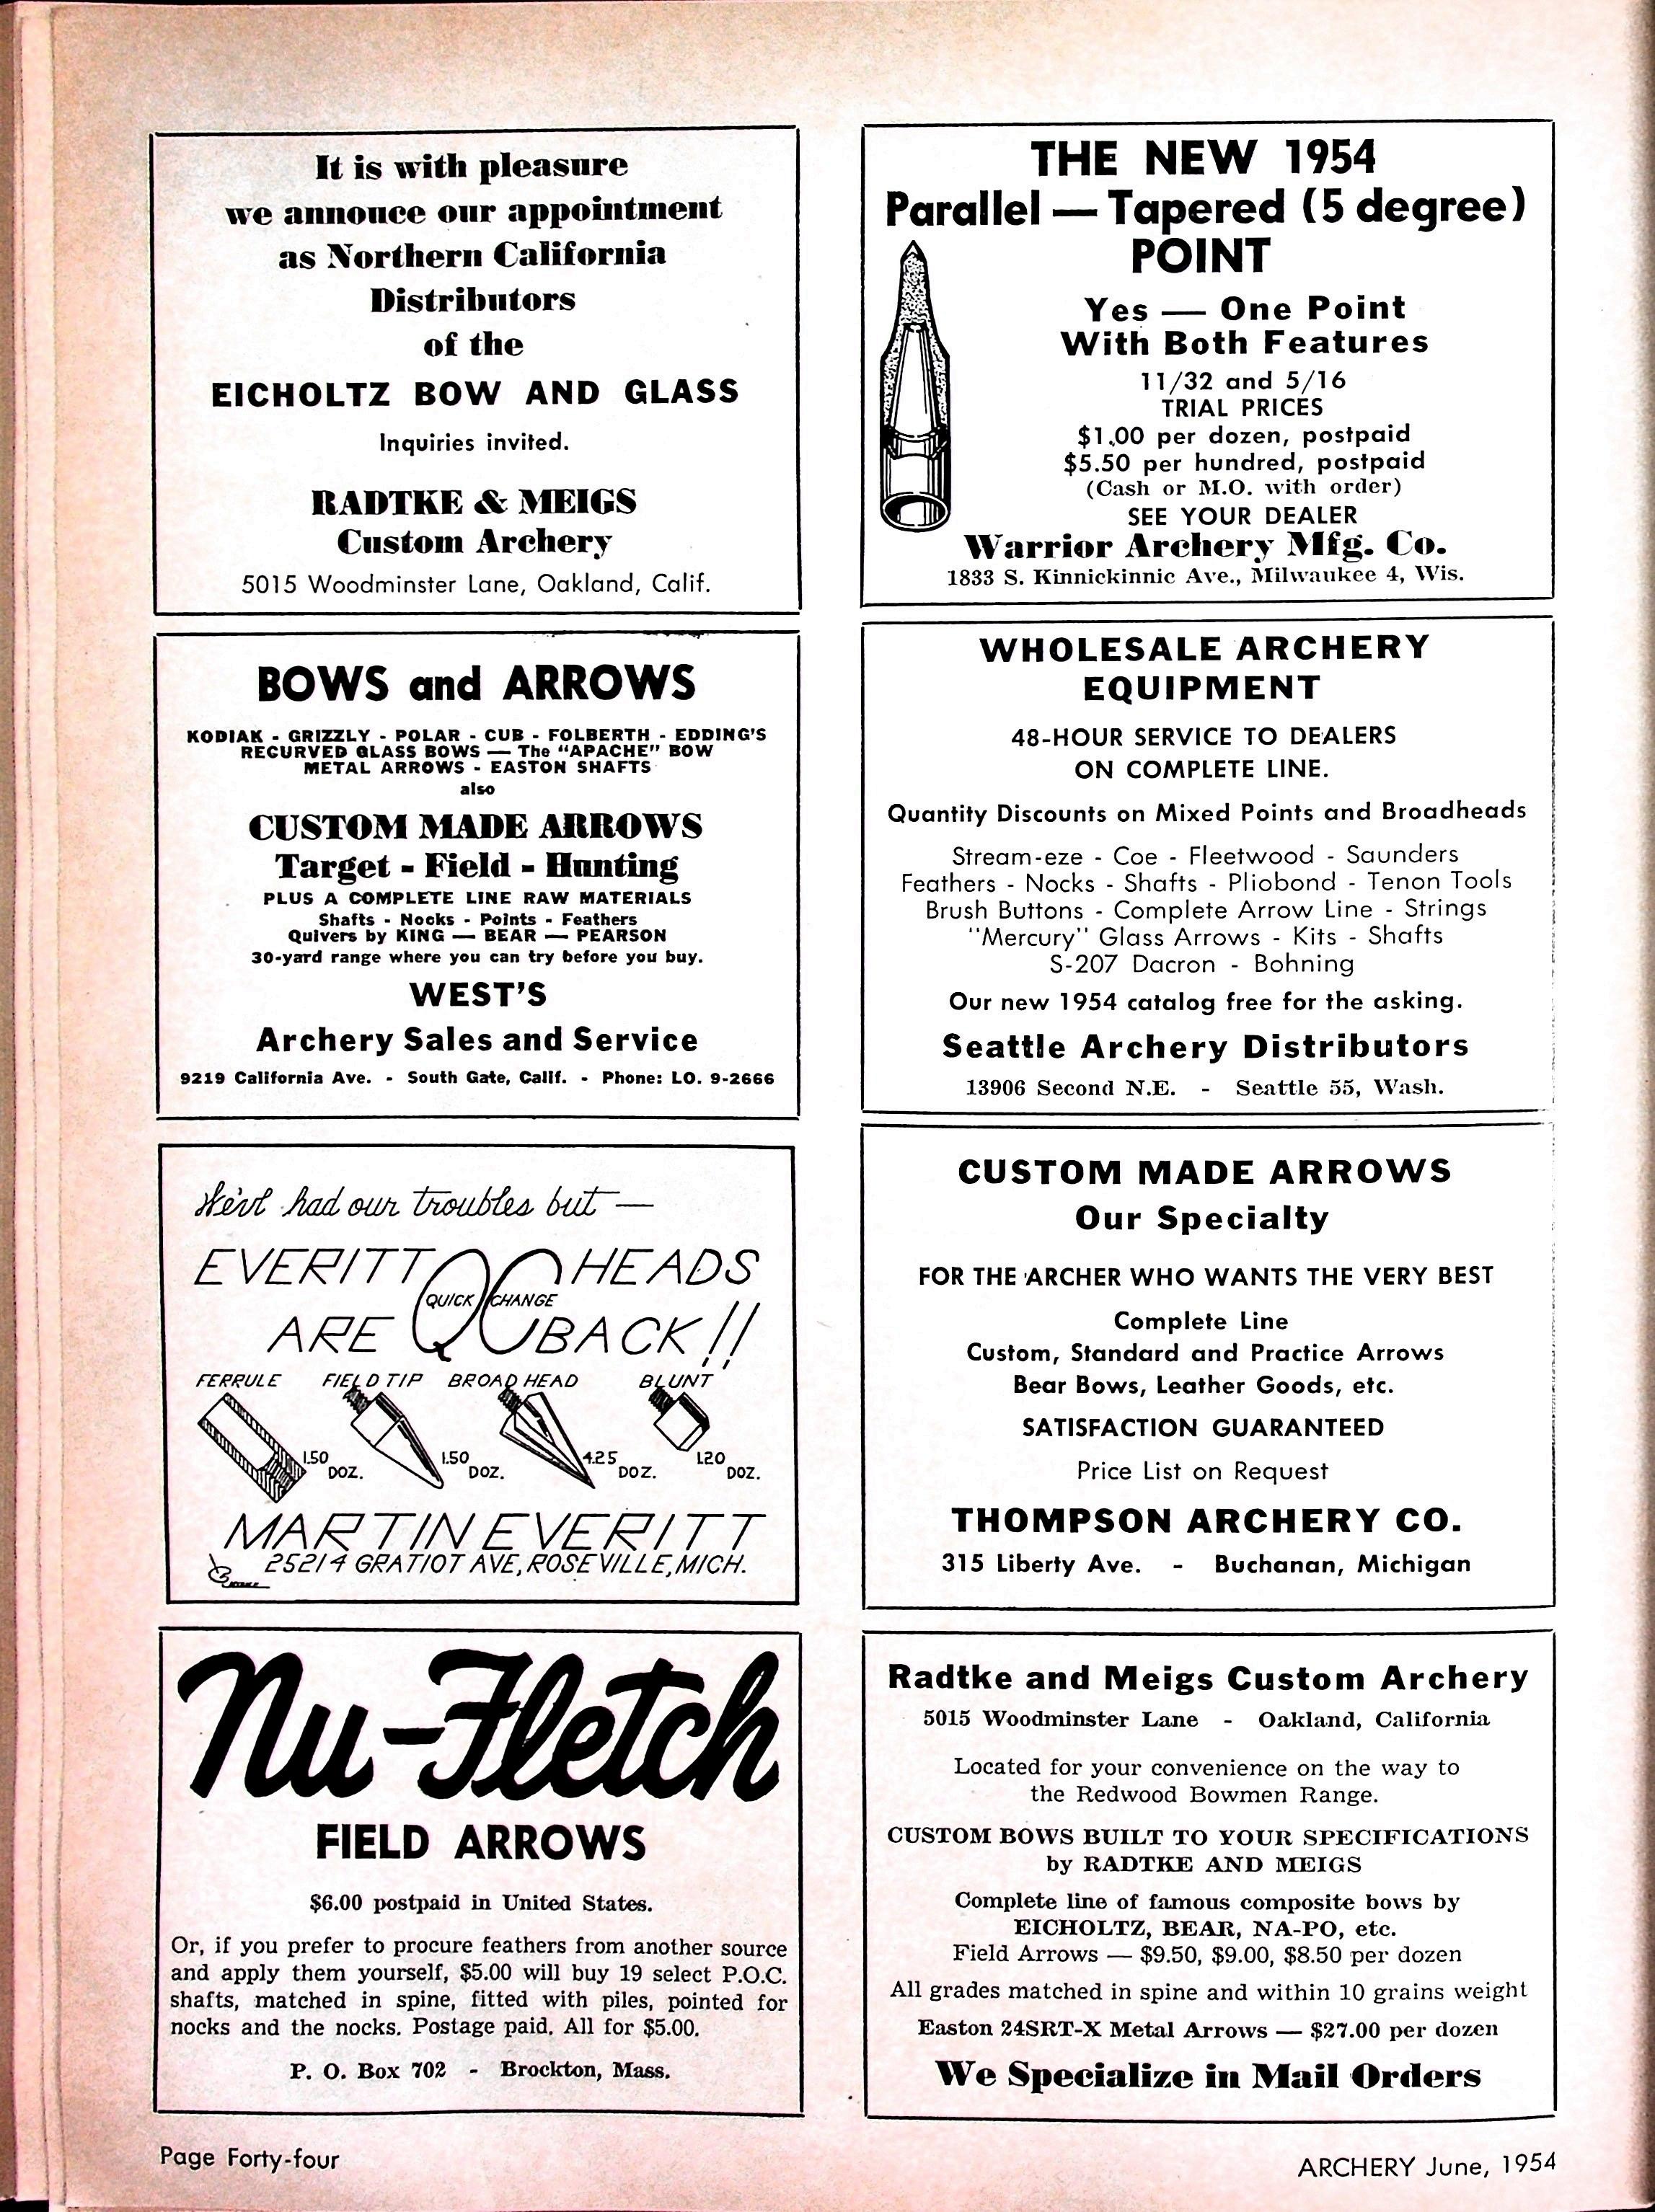 It is with pleasure
we annouce our appointment
as Northern California
Distributors
of the
EICHOLTZ BOW AND GLASS
Inquiries invited.
RADTKE & MEIGS
Custom Archery
5015 Woodminster Lane, Oakland, Calif.
BOWS and ARROWS
KODIAK - GRIZZLY - POLAR - CUB - FOLBERTH - EDDING'S
RECURVED GLASS BOWS — The "APACHE" BOW
METAL ARROWS - EASTON SHAFTS
also
CUSTOM MADE ARROWS
Target - Field - Hunting
PLUS A COMPLETE LINE RAW MATERIALS
Shafts - Nocks - Points - Feathers
Quivers by KING — BEAR — PEARSON
30-yard range where you can try before you buy.
WEST'S
Archery Sales and Service
9219 California Ave. - South Gate, Calif. - Phone: LO. 9-2666
We've had our troubles but —
EVERITT QC HEADS
QUICK CHANGE
ARE BACK!!
FERRULE FIELD TIP BROAD HEAD BLUNT
1.50 DOZ. 1.50 DOZ. 4.25 DOZ. 1.20 DOZ.
MARTIN EVERITT
25214 GRATIOT AVE, ROSEVILLE, MICH.
Nu-Fletch
FIELD ARROWS
$6.00 postpaid in United States.
Or, if you prefer to procure feathers from another source
and apply them yourself, $5.00 will buy 19 select P.O.C.
shafts, matched in spine, fitted with piles, pointed for
nocks and the nocks. Postage paid. All for $5.00.
P. O. Box 702 - Brockton, Mass.
THE NEW 1954
Parallel — Tapered (5 degree)
POINT
Yes — One Point
With Both Features
11/32 and 5/16
TRIAL PRICES
$1.00 per dozen, postpaid
$5.50 per hundred, postpaid
(Cash or M.O. with order)
SEE YOUR DEALER
Warrior Archery Mfg. Co.
1833 S. Kinnickinnic Ave., Milwaukee 4, Wis.
WHOLESALE ARCHERY
EQUIPMENT
48-HOUR SERVICE TO DEALERS
ON COMPLETE LINE.
Quantity Discounts on Mixed Points and Broadheads
Stream-eze - Coe - Fleetwood - Saunders
Feathers - Nocks - Shafts - Pliobond - Tenon Tools
Brush Buttons - Complete Arrow Line - Strings
"Mercury" Glass Arrows - Kits - Shafts
S-207 Dacron - Bohning
Our new 1954 catalog free for the asking.
Seattle Archery Distributors
13906 Second N.E. - Seattle 55, Wash.
CUSTOM MADE ARROWS
Our Specialty
FOR THE ARCHER WHO WANTS THE VERY BEST
Complete Line
Custom, Standard and Practice Arrows
Bear Bows, Leather Goods, etc.
SATISFACTION GUARANTEED
Price List on Request
THOMPSON ARCHERY CO.
315 Liberty Ave. - Buchanan, Michigan
Radtke and Meigs Custom Archery
5015 Woodminster Lane - Oakland, California
Located for your convenience on the way to
the Redwood Bowmen Range.
CUSTOM BOWS BUILT TO YOUR SPECIFICATIONS
by RADTKE AND MEIGS
Complete line of famous composite bows by
EICHOLTZ, BEAR, NA-PO, etc.
Field Arrows — $9.50, $9.00, $8.50 per dozen
All grades matched in spine and within 10 grains weight
Easton 24SRT-X Metal Arrows — $27.00 per dozen
We Specialize in Mail Orders
Page Forty-four
ARCHERY June, 1954